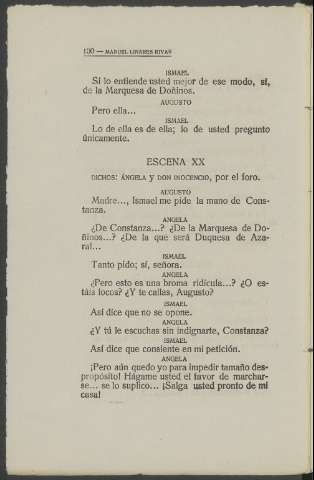 130 — MANUEL LINARES RIVAS
ISMAEL
Si lo entiende usted mejor de ese modo, sí,
de la Marquesa de Doñinos.
AUGUSTO
Pero ella...
ISMAEL
Lo de ella es de ella; lo de usted pregunto
únicamente.
ESCENA XX
DICHOS: ÁNGELA y DON INOCENCIO, por el foro.
AUGUSTO
Madre..., Ismael me pide la mano de Cons-
tanza.
ANGELA
¿De Constanza...? ¿De la Marquesa de Do-
ñinos...? ¿De la que será Duquesa de Aza-
ral...
ISMAEL
Tanto pido; sí, señora.
ANGELA
¿Pero esto es una broma ridícula...? ¿O es-
táis locos? ¿Y te callas, Augusto?
ISMAEL
Así dice que no se opone.
ANGELA
¿Y tú le escuchas sin indignarte, Constanza?
ISMAEL
Así dice que consiente en mi petición.
ANGELA
¡Pero aún quedo yo para impedir tamaño des-
propósito! Hágame usted el favor de marchar-
se... se lo suplico... ¡Salga usted pronto de mi
casa!